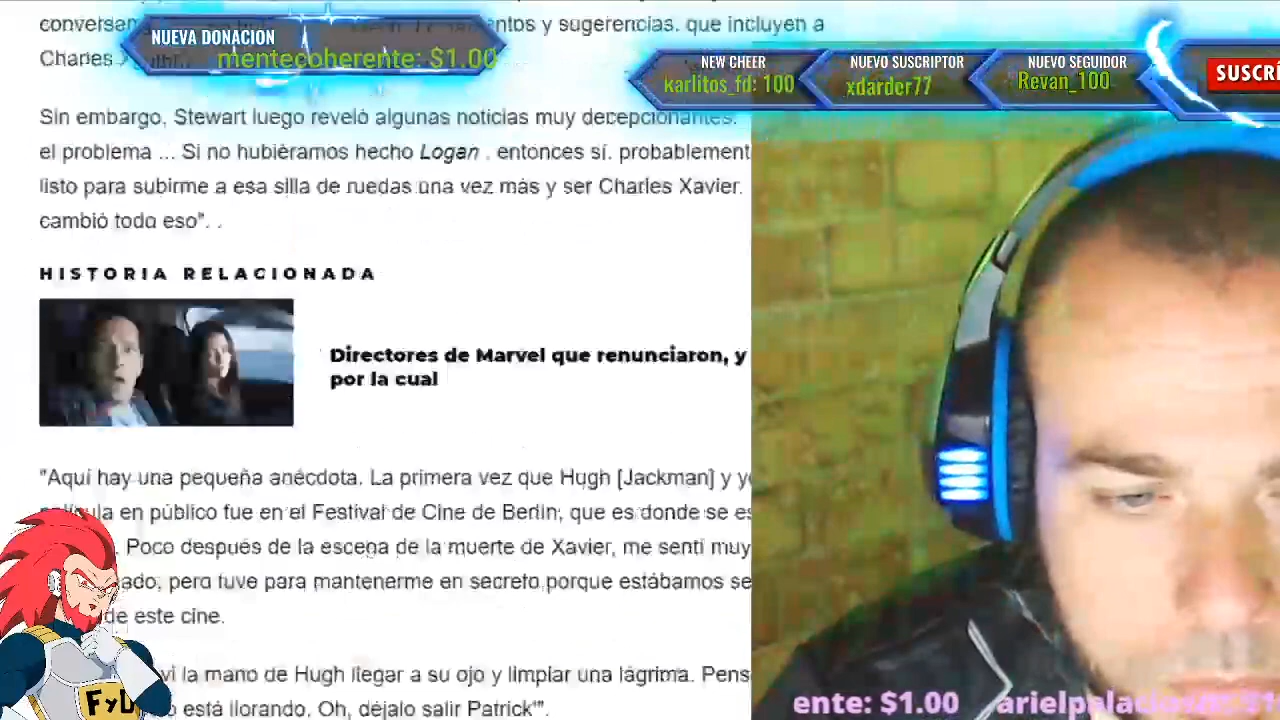 conversa
ntos y sugerencias. que incluyen a
Charles
NUEVA DONACION
mentecoherente: $1.00
NEW CHEER
karlitos_fd: 100
NUEVO SUSCRIPTOR
xdarder77
NUEVO SEGUIDOR
Revan_100
SUSCRÍ
Sin embargo, Stewart luego reveló algunas noticias muy decepcionantes.
el problema ... Si no hubiéramos hecho Logan , entonces sí. probablement
listo para subirme a esa silla de ruedas una vez más y ser Charles Xavier.
cambió todo eso". .
HISTORIA RELACIONADA
Directores de Marvel que renunciaron, y
por la cual
"Aquí hay una pequeña anécdota. La primera vez que Hugh [Jackman] y yo
película en público fue en el Festival de Cine de Berlín, que es donde se es
Poco después de la escena de la muerte de Xavier, me sentí muy
ado, pero tuve para mantenerme en secreto porque estábamos se
de este cine.
vi la mano de Hugh llegar a su ojo y limpiar una lágrima. Pens
o está llorando. Oh, déjalo salir Patrick'".
FyD
ente: $1.00